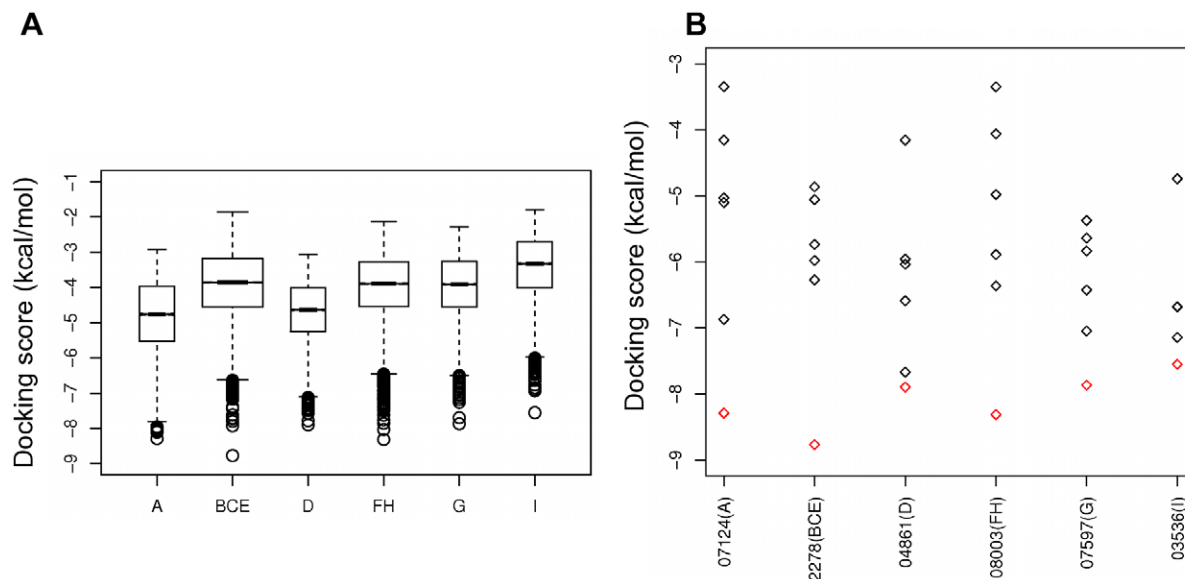 A
B
Docking score (kcal/mol)
-1
-2
-3
-4
-5
-6
-7
-8
-9
A BCE D FH G I
Docking score (kcal/mol)
-3
-4
-5
-6
-7
-8
-9
07124(A)
2278(BCE)
04861(D)
08003(FH)
07597(G)
03536(I)